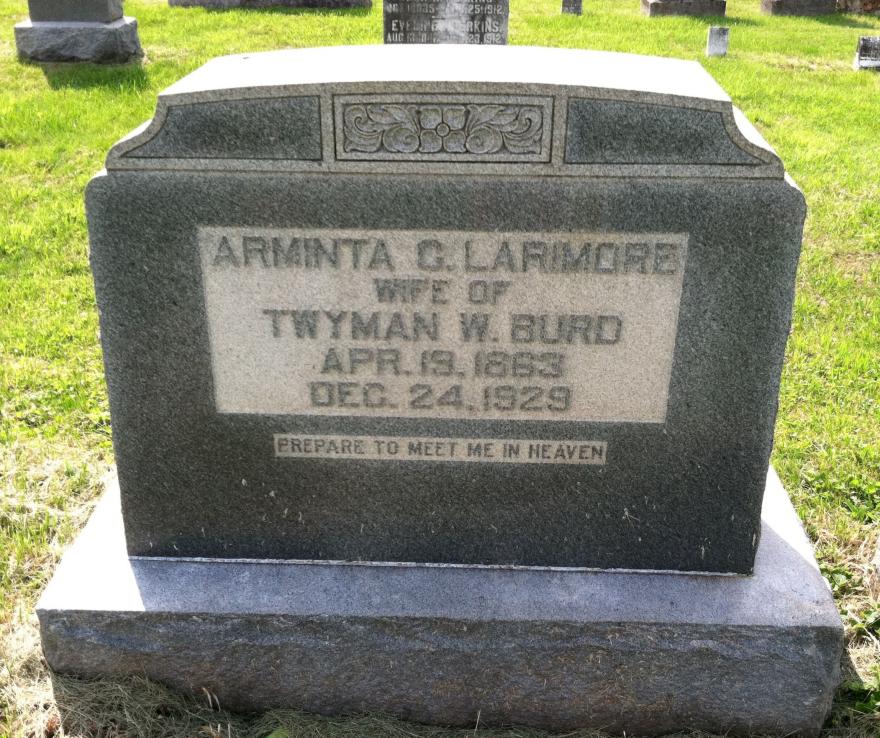 ARMINTA G. LARIMORE
WIFE OF
TWYMAN W. BURD
APR. 19, 1863
DEC. 24, 1929
PREPARE TO MEET ME IN HEAVEN